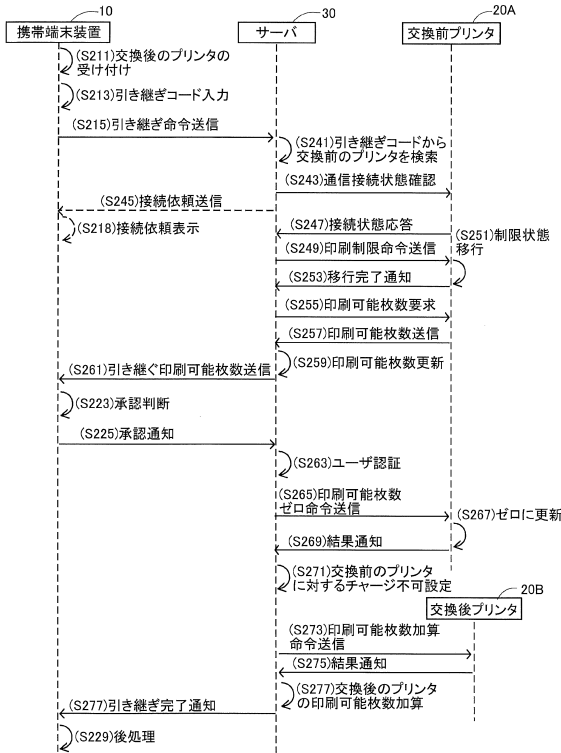 10
30
20A
携帯端末装置
サーバ
交換前プリンタ
(S211)交換後のプリンタの
受け付け
(S213)引き継ぎコード入力
(S215)引き継ぎ命令送信
(S241)引き継ぎコードから
交換前のプリンタを検索
(S243)通信接続状態確認
(S245)接続依頼送信
(S218)接続依頼表示
(S247)接続状態応答
(S249)印刷制限命令送信
(S251)制限状態
移行
(S253)移行完了通知
(S255)印刷可能枚数要求
(S257)印刷可能枚数送信
(S259)印刷可能枚数更新
(S261)引き継ぐ印刷可能枚数送信
(S223)承認判断
(S225)承認通知
(S263)ユーザ認証
(S265)印刷可能枚数
ゼロ命令送信
(S267)ゼロに更新
(S269)結果通知
(S271)交換前のプリンタ
に対するチャージ不可設定
20B
交換後プリンタ
(S273)印刷可能枚数加算
命令送信
(S275)結果通知
(S277)交換後のプリンタ
の印刷可能枚数加算
(S277)引き継ぎ完了通知
(S229)後処理